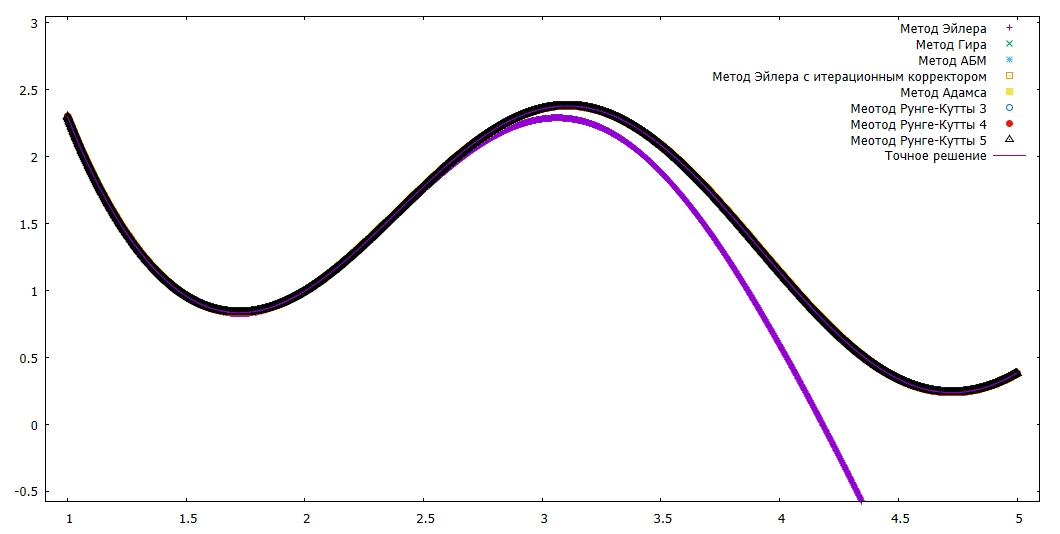 3
2.5
2
1.5
1
0.5
0
-0.5
1
1.5
2
2.5
3
3.5
4
4.5
5
Метод Эйлера
Метод Гира
Метод АБМ
Метод Эйлера с итерационным корректором
Метод Адамса
Меотод Рунге-Кутты 3
Меотод Рунге-Кутты 4
Меотод Рунге-Кутты 5
Точное решение